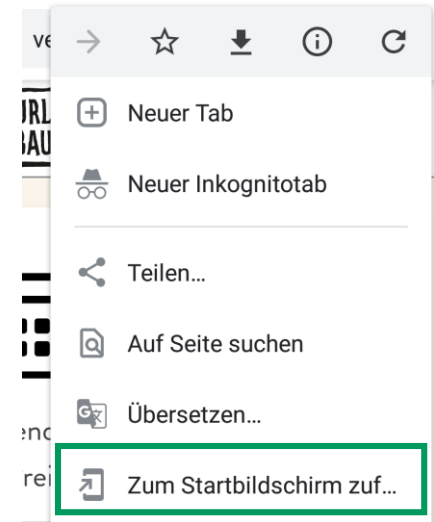 Neuer Tab
Neuer Inkognitotab
Teilen…
Auf Seite suchen
Übersetzen…
Zum Startbildschirm zuf…